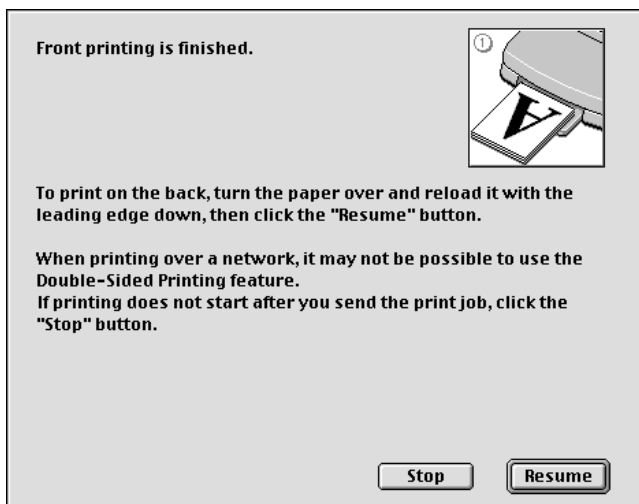 Front printing is finished.
①
A
To print on the back, turn the paper over and reload it with the
leading edge down, then click the "Resume" button.
When printing over a network, it may not be possible to use the
Double-Sided Printing feature.
If printing does not start after you send the print job, click the
"Stop" button.
Stop
Resume